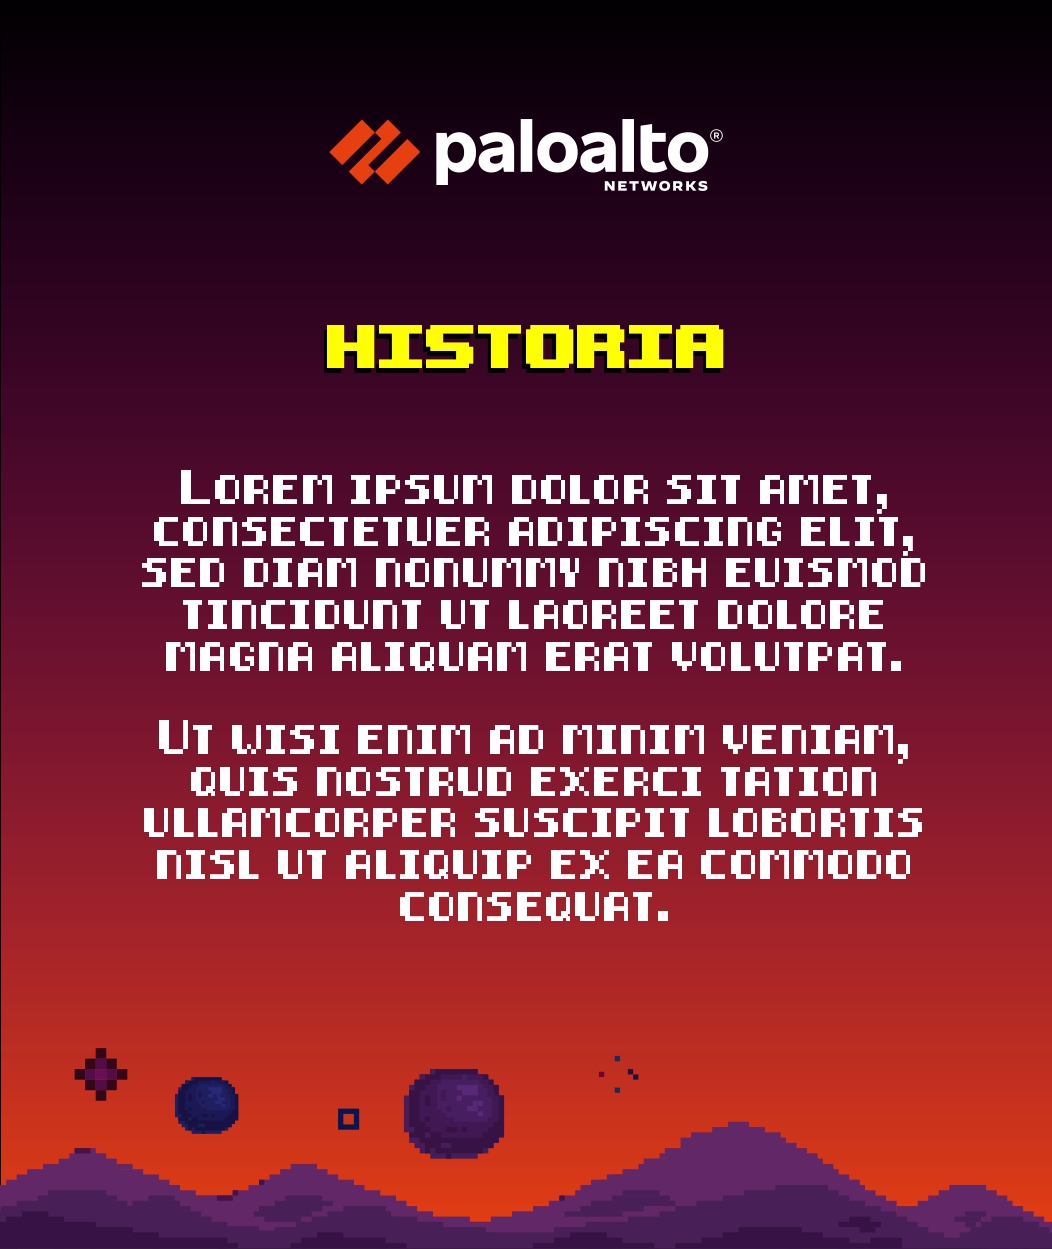 paloalto®
NETWORKS
HISTORIA
Lorem ipsum dolor sit amet,
consectetuer adipiscing elit,
sed diam nonummy nibh euismod
tincidunt ut laoreet dolore
magna aliquam erat volutpat.
Ut wisi enim ad minim veniam,
quis nostrud exerci tation
ullamcorper suscipit lobortis
nisl ut aliquip ex ea commodo
consequat.